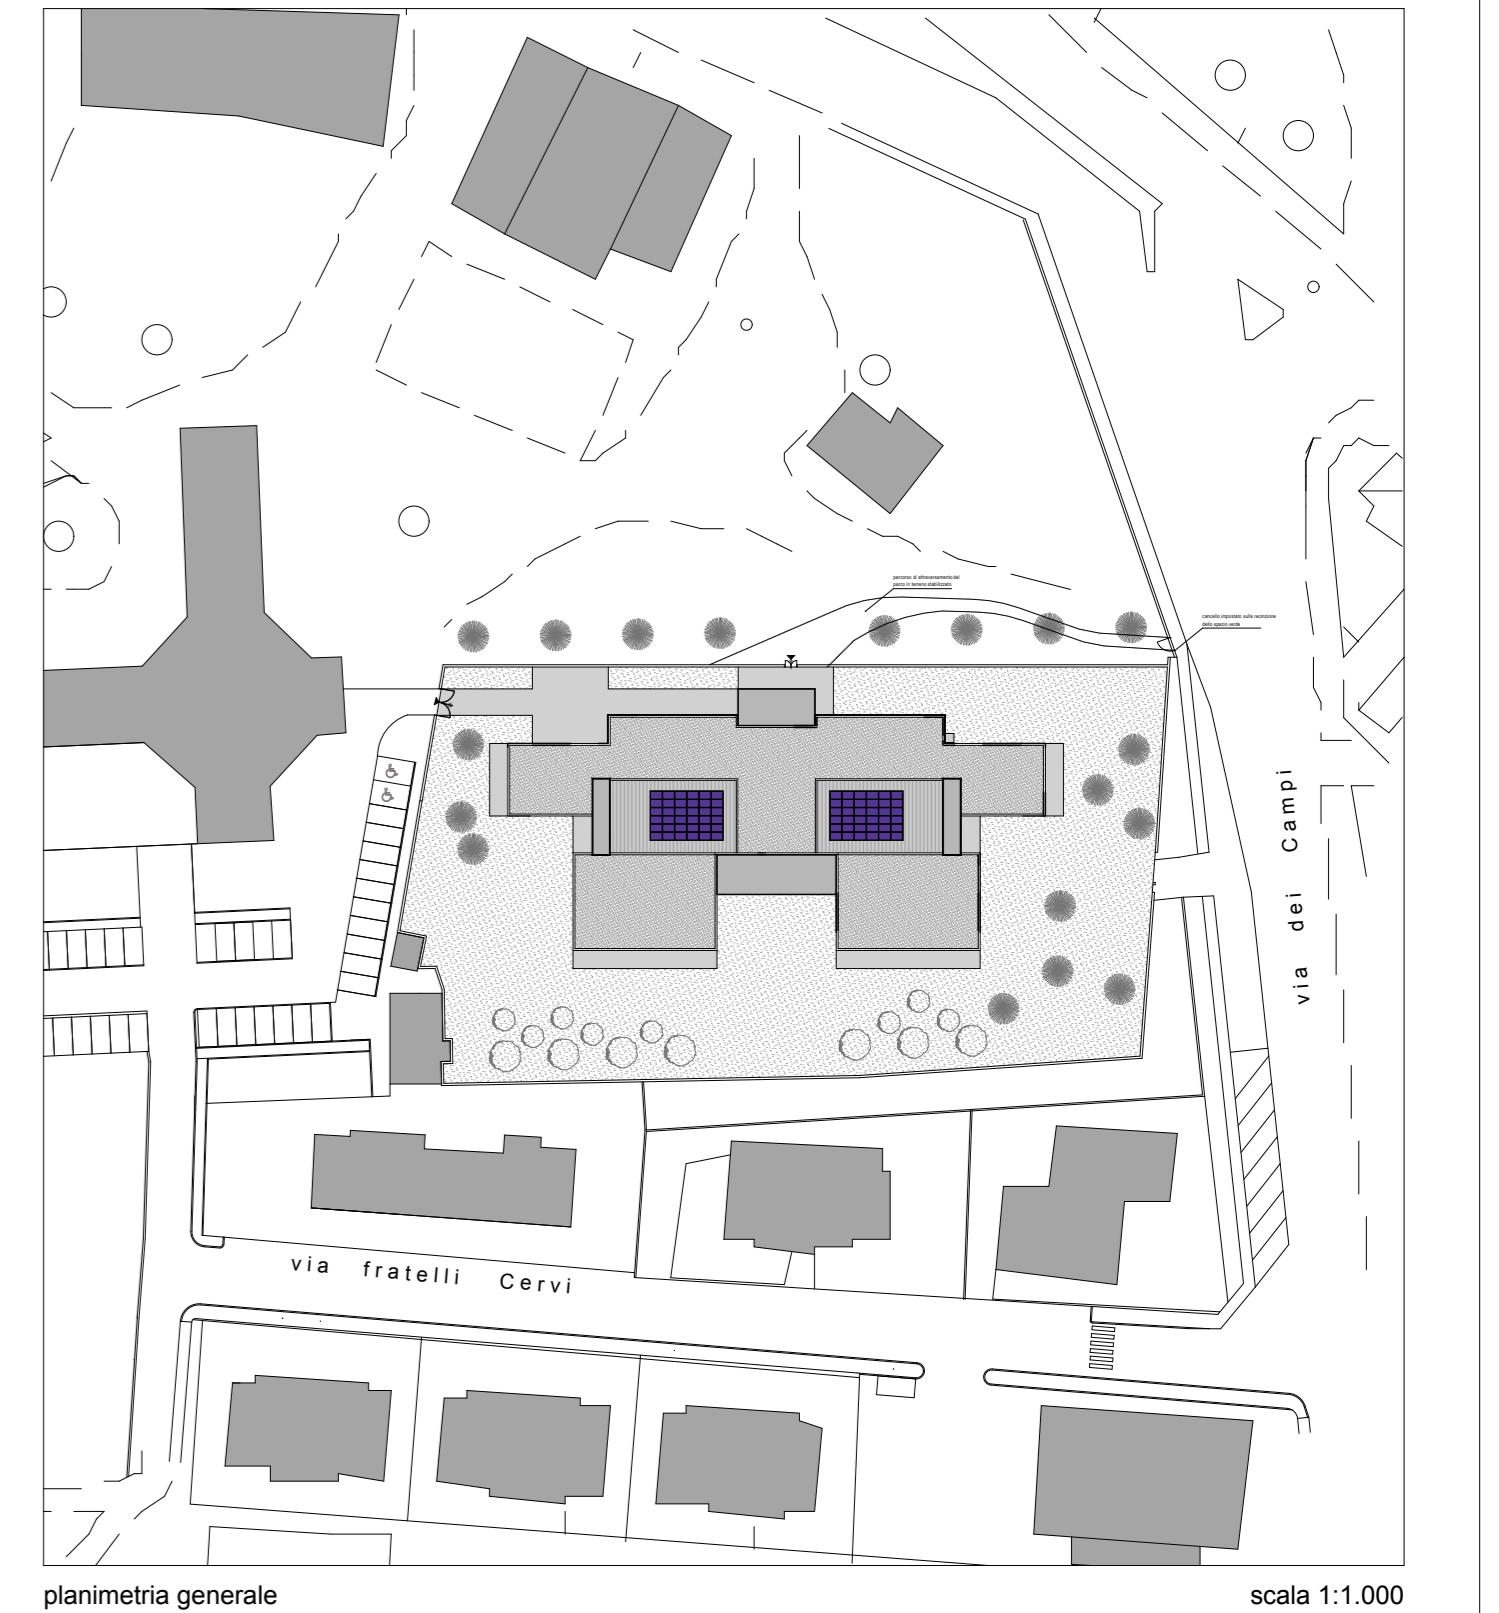 percorso di attraversamento del
parco in terreno stabilizzato
cancello impostato sulla recinzione
dello spazio verde
via dei Campi
via fratelli Cervi
planimetria generale
scala 1:1.000